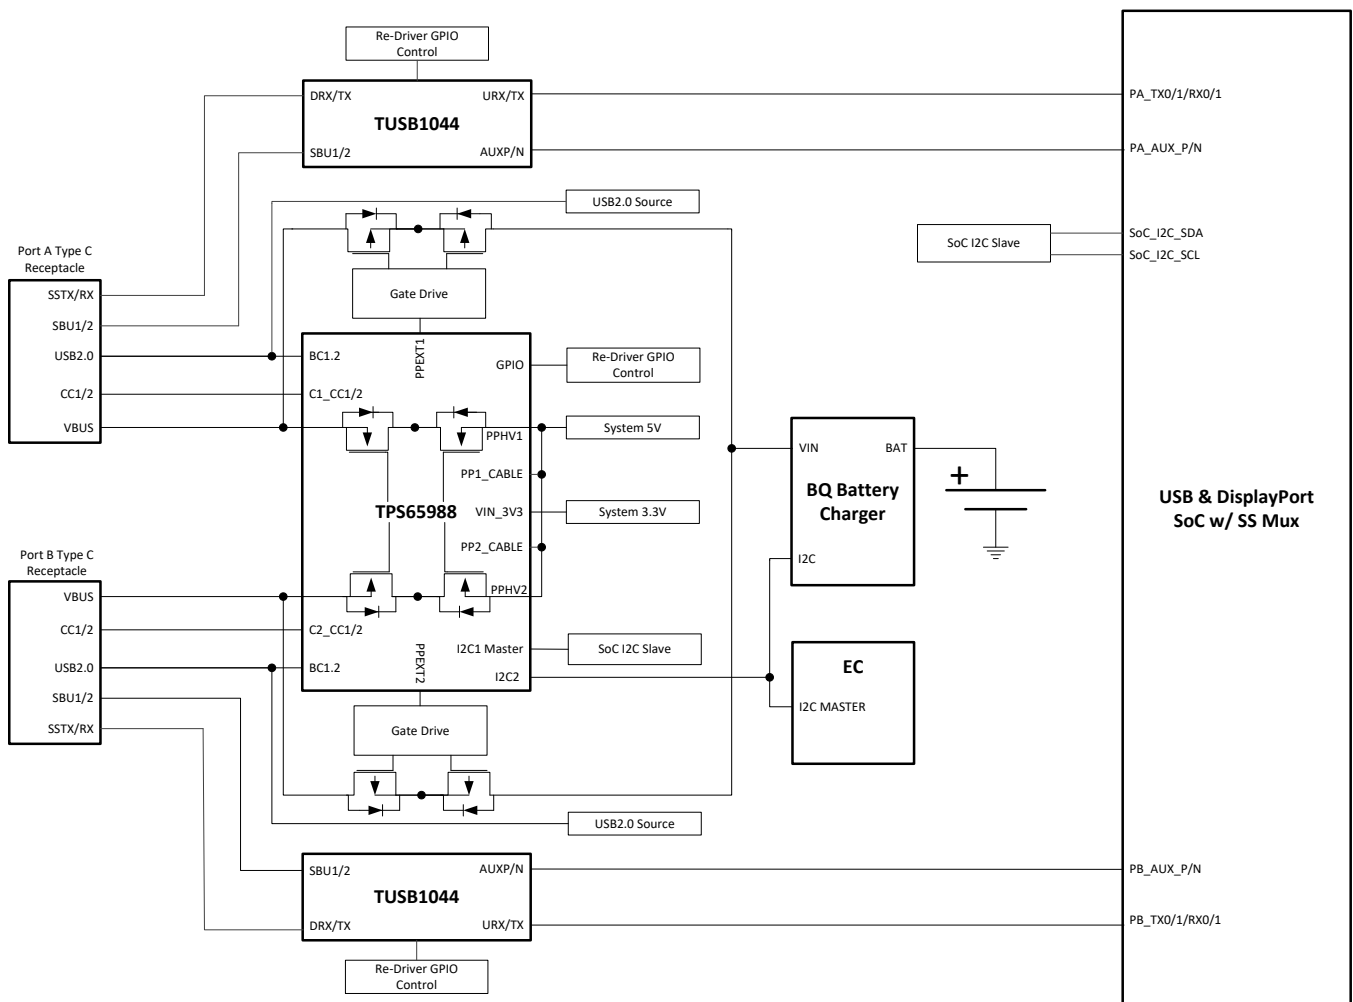 Re-Driver GPIO
Control
DRX/TX
URX/TX
TUSB1044
SBU1/2
AUXP/N
PA_TX0/1/RX0/1
PA_AUX_P/N
USB2.0 Source
SoC I2C Slave
SoC_I2C_SDA
SoC_I2C_SCL
Port A Type C
Receptacle
SSTX/RX
SBU1/2
USB2.0
CC1/2
VBUS
Gate Drive
PPEXT1
BC1.2
C1_CC1/2
GPIO
Re-Driver GPIO
Control
PPHV1
System 5V
PP1_CABLE
TPS65988
VIN_3V3
System 3.3V
PP2_CABLE
PPHV2
VIN
BAT
BQ Battery
Charger
I2C
+
USB & DisplayPort
SoC w/ SS Mux
Port B Type C
Receptacle
VBUS
CC1/2
USB2.0
SBU1/2
SSTX/RX
C2_CC1/2
BC1.2
PPEXT2
I2C1 Master
SoC I2C Slave
I2C2
EC
I2C MASTER
Gate Drive
USB2.0 Source
SBU1/2
AUXP/N
TUSB1044
DRX/TX
URX/TX
PB_AUX_P/N
PB_TX0/1/RX0/1
Re-Driver GPIO
Control